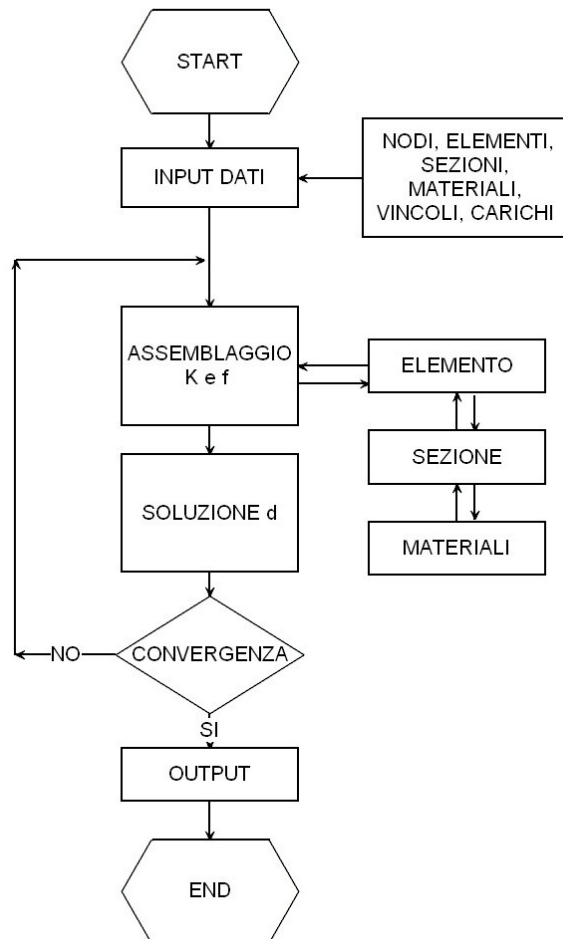 START
INPUT DATI
NODI, ELEMENTI,
SEZIONI,
MATERIALI,
VINCOLI, CARICHI
ASSEMBLAGGIO
K e f
ELEMENTO
SEZIONE
MATERIALI
SOLUZIONE d
CONVERGENZA
NO
SI
OUTPUT
END